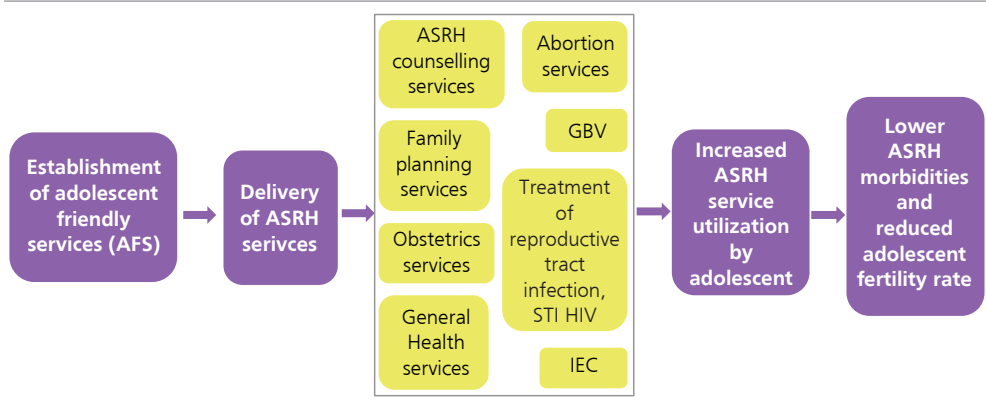 Establishment
of adolescent
friendly
services (AFS)
Delivery
of ASRH
serivces
ASRH
counselling
services
Family
planning
services
Obstetrics
services
General
Health
services
Abortion
services
GBV
Treatment
of
reproductive
tract
infection,
STI HIV
IEC
Increased
ASRH
service
utilization
by
adolescent
Lower
ASRH
morbidities
and
reduced
adolescent
fertility rate